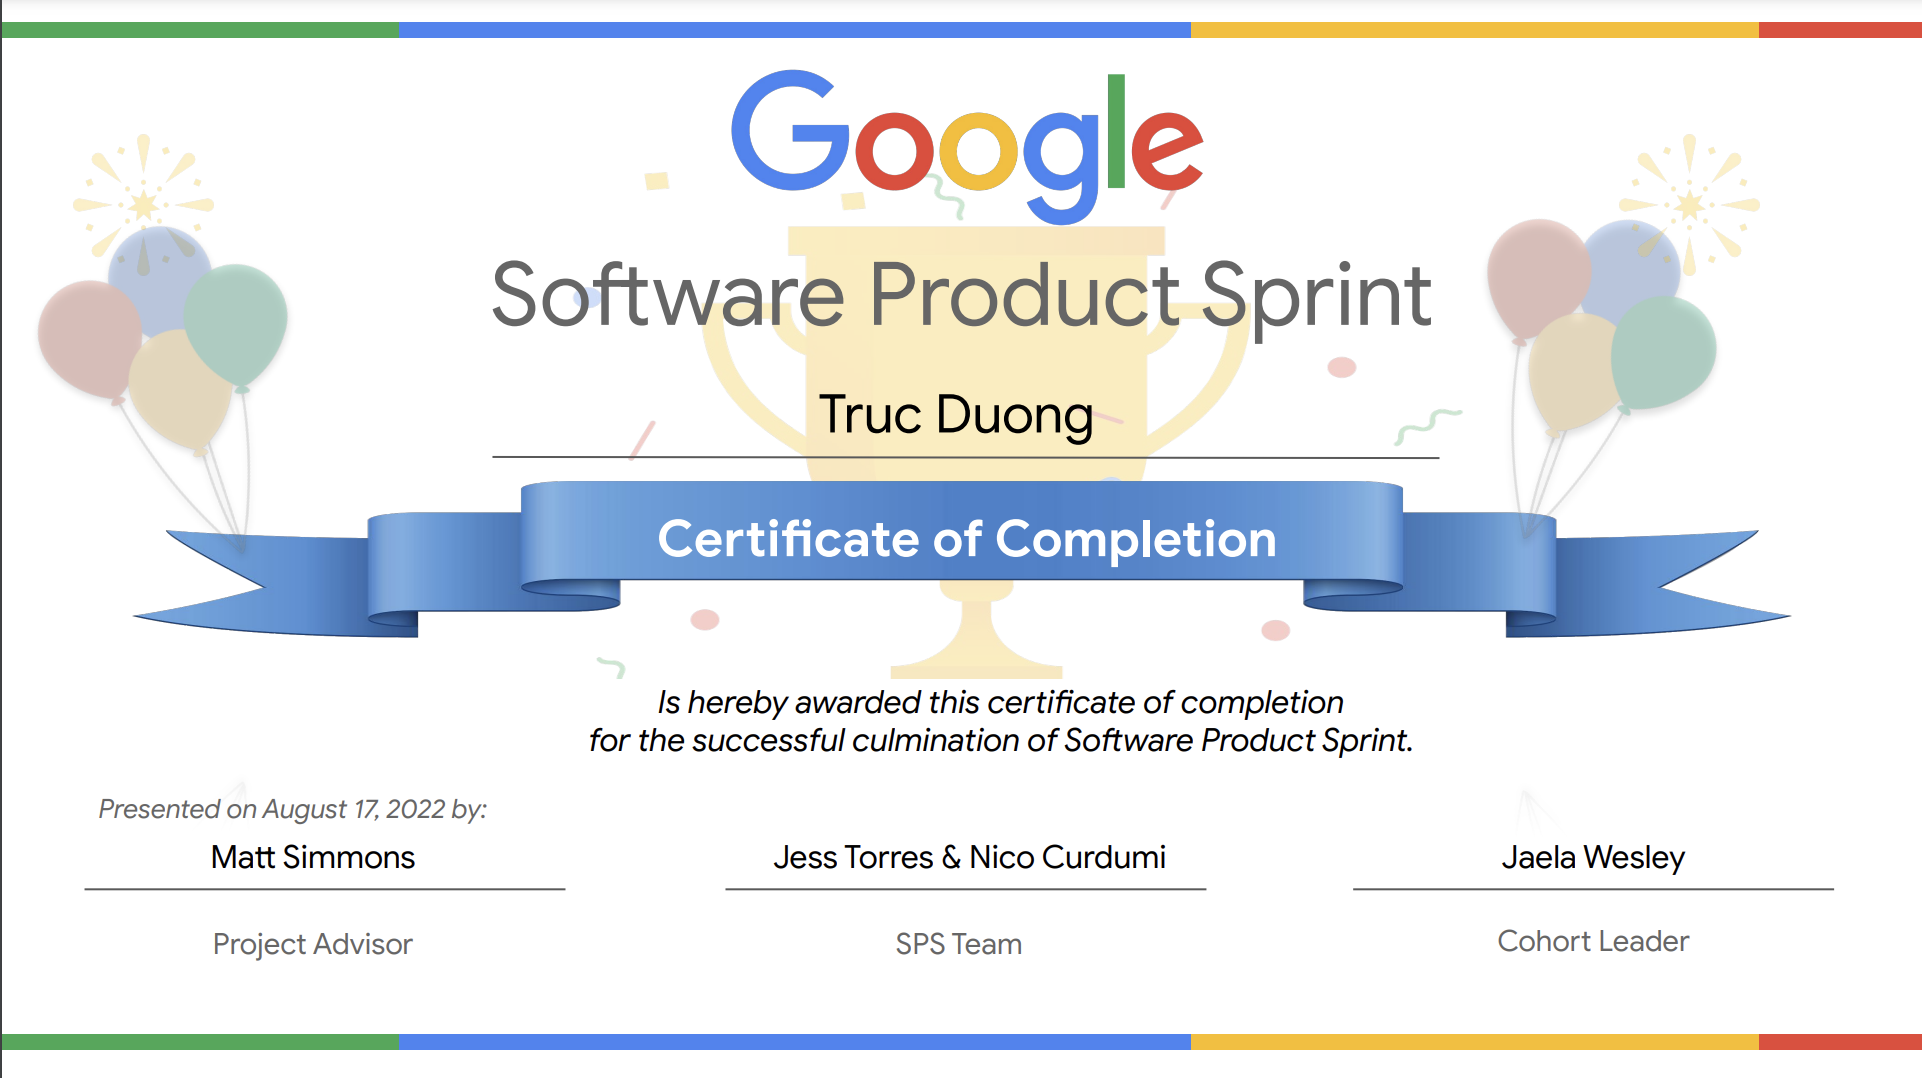 Google
Software Product Sprint
Truc Duong
Certificate of Completion
Is hereby awarded this certificate of completion
for the successful culmination of Software Product Sprint.
Presented on August 17, 2022 by:
Matt Simmons
Jess Torres & Nico Curdumi
Jaela Wesley
Project Advisor
SPS Team
Cohort Leader